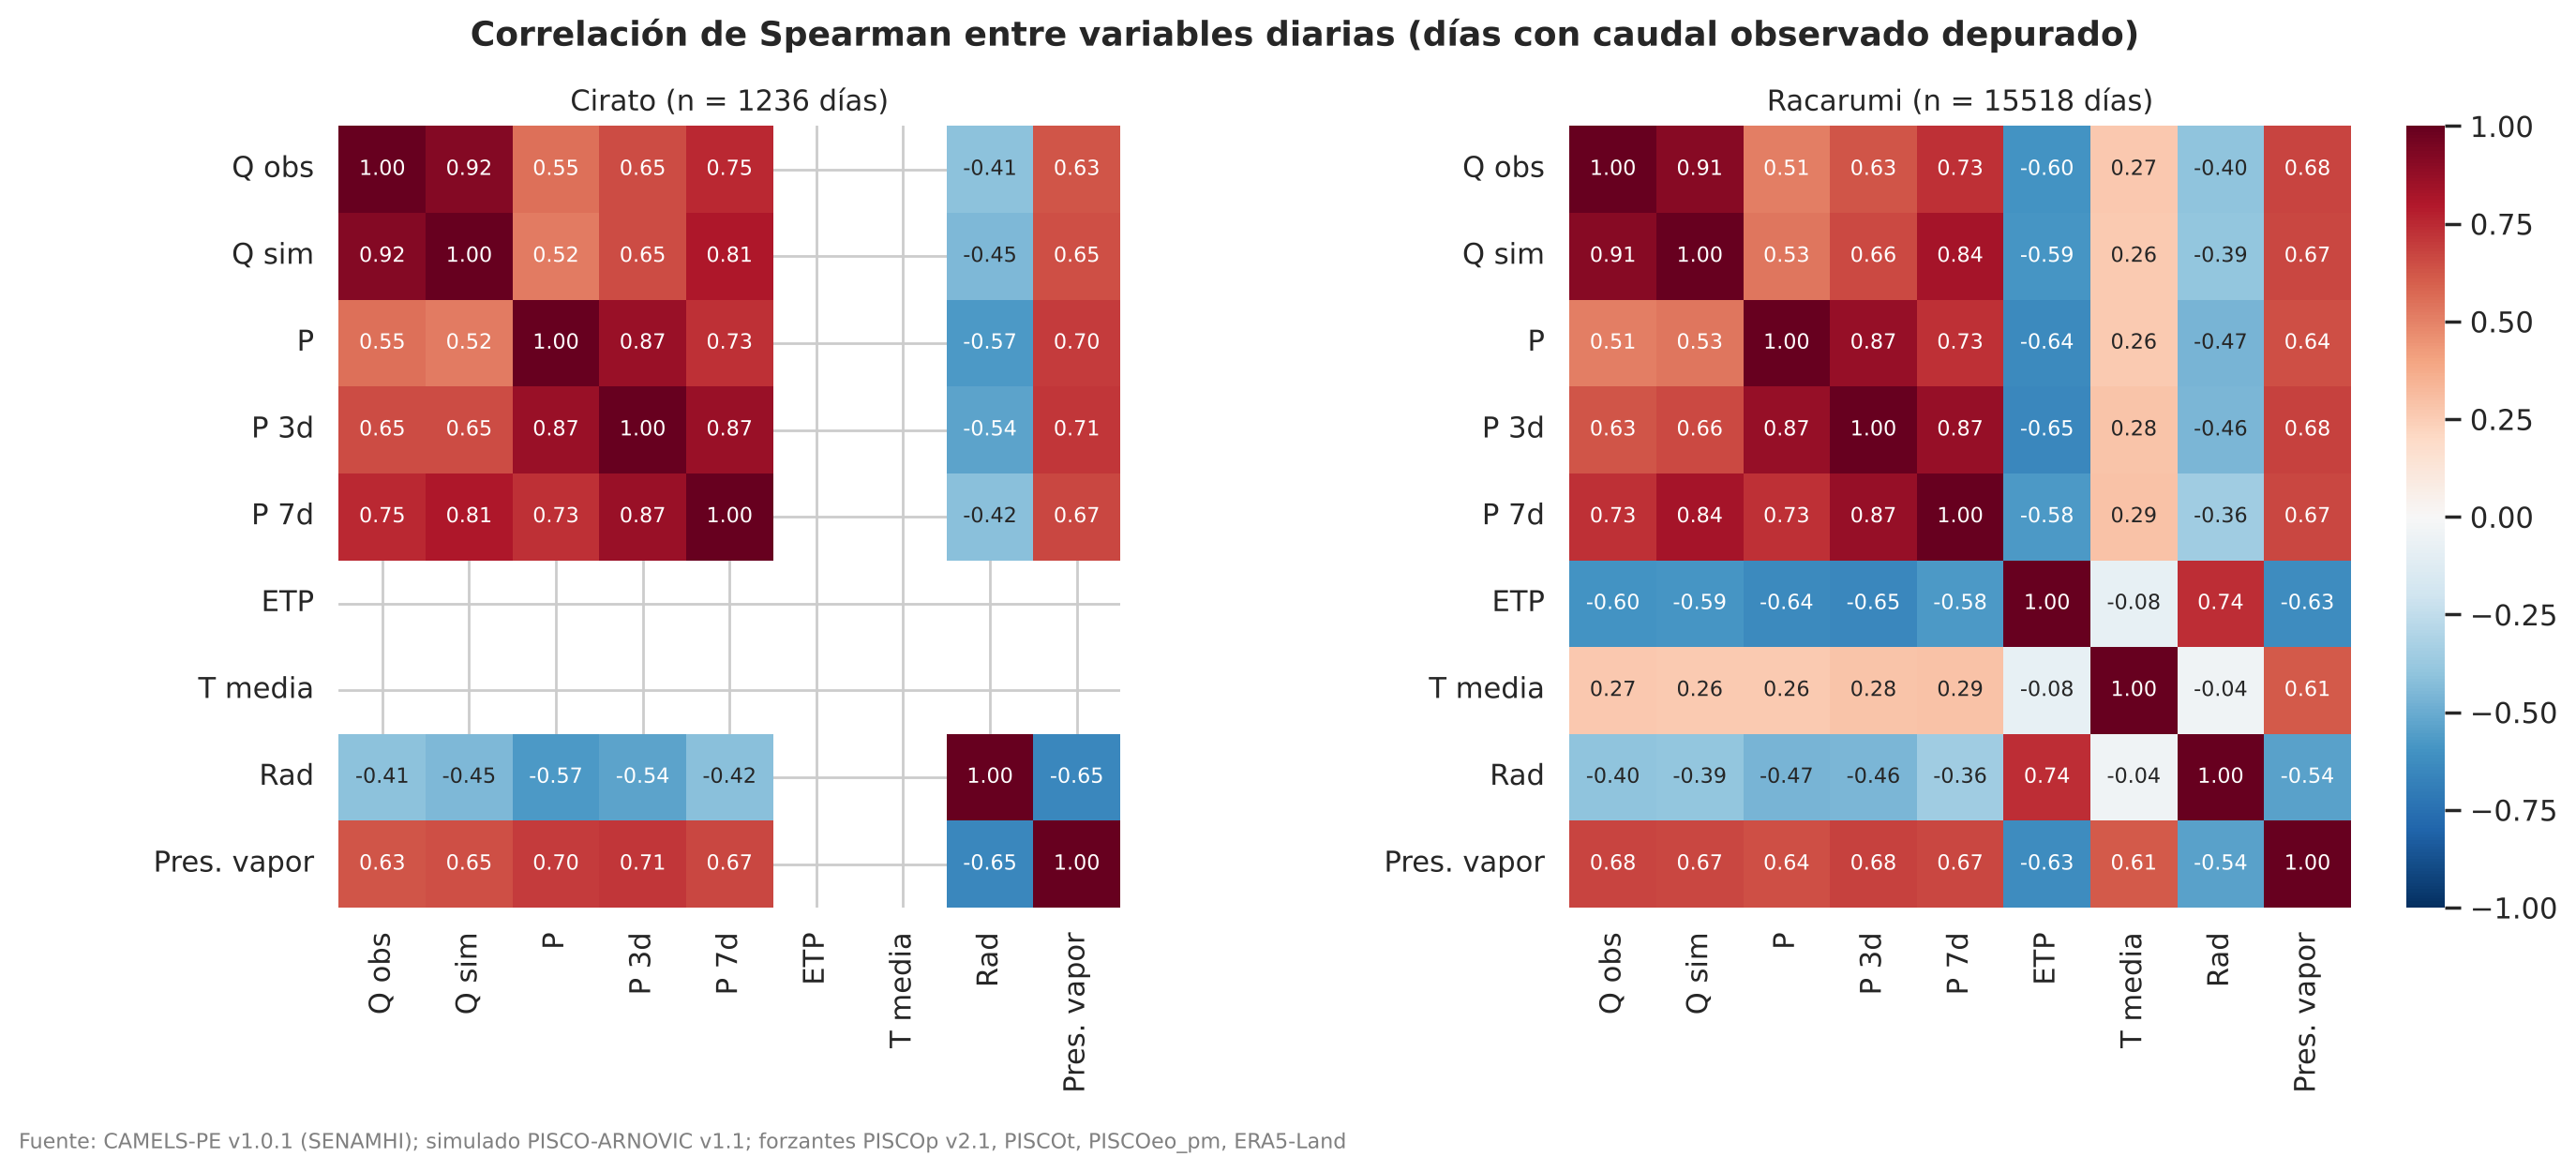 Correlación de Spearman entre variables diarias (días con caudal observado depurado)
Cirato (n = 1236 días)
Q obs 1.00 0.92 0.55 0.65 0.75 -0.41 0.63
Q sim 0.92 1.00 0.52 0.65 0.81 -0.45 0.65
P 0.55 0.52 1.00 0.87 0.73 -0.57 0.70
P 3d 0.65 0.65 0.87 1.00 0.87 -0.54 0.71
P 7d 0.75 0.81 0.73 0.87 1.00 -0.42 0.67
ETP
T media
Rad -0.41 -0.45 -0.57 -0.54 -0.42 1.00 -0.65
Pres. vapor 0.63 0.65 0.70 0.71 0.67 -0.65 1.00
Q obs Q sim P P 3d P 7d ETP T media Rad Pres. vapor
Racarumi (n = 15518 días)
Q obs 1.00 0.91 0.51 0.63 0.73 -0.60 0.27 -0.40 0.68
Q sim 0.91 1.00 0.53 0.66 0.84 -0.59 0.26 -0.39 0.67
P 0.51 0.53 1.00 0.87 0.73 -0.64 0.26 -0.47 0.64
P 3d 0.63 0.66 0.87 1.00 0.87 -0.65 0.28 -0.46 0.68
P 7d 0.73 0.84 0.73 0.87 1.00 -0.58 0.29 -0.36 0.67
ETP -0.60 -0.59 -0.64 -0.65 -0.58 1.00 -0.08 0.74 -0.63
T media 0.27 0.26 0.26 0.28 0.29 -0.08 1.00 -0.04 0.61
Rad -0.40 -0.39 -0.47 -0.46 -0.36 0.74 -0.04 1.00 -0.54
Pres. vapor 0.68 0.67 0.64 0.68 0.67 -0.63 0.61 -0.54 1.00
Q obs Q sim P P 3d P 7d ETP T media Rad Pres. vapor
1.00
0.75
0.50
0.25
0.00
−0.25
−0.50
−0.75
−1.00
Fuente: CAMELS-PE v1.0.1 (SENAMHI); simulado PISCO-ARNOVIC v1.1; forzantes PISCOp v2.1, PISCOt, PISCOeo_pm, ERA5-Land